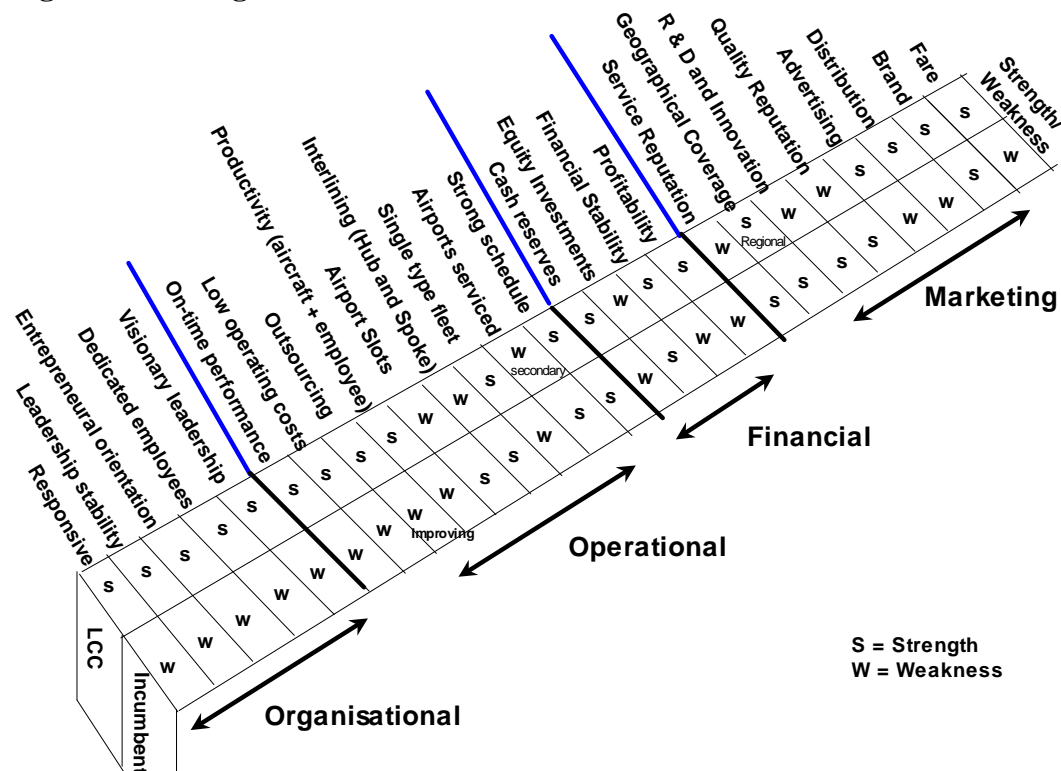 Strength/
Weakness
Fare
Brand
Distribution
Advertising
Quality Reputation
R & D and Innovation
Geographical Coverage
Service Reputation
Profitability
Financial Stability
Equity Investments
Cash reserves
Strong schedule
Airports serviced
Single type fleet
Interlining (Hub and Spoke)
Airport Slots
Productivity (aircraft + employee)
Outsourcing
Low operating costs
On-time performance
Visionary leadership
Dedicated employees
Entrepreneural orientation
Leadership stability
Responsive
LCC
S S S S S S S S S W W S W secondary S S W S S W S Regional W W S S S S
Incumbent
W W W W W W W W Improving W S S W S S W S W W S S S W W W S W
Marketing
Financial
Operational
Organisational
S = Strength
W = Weakness